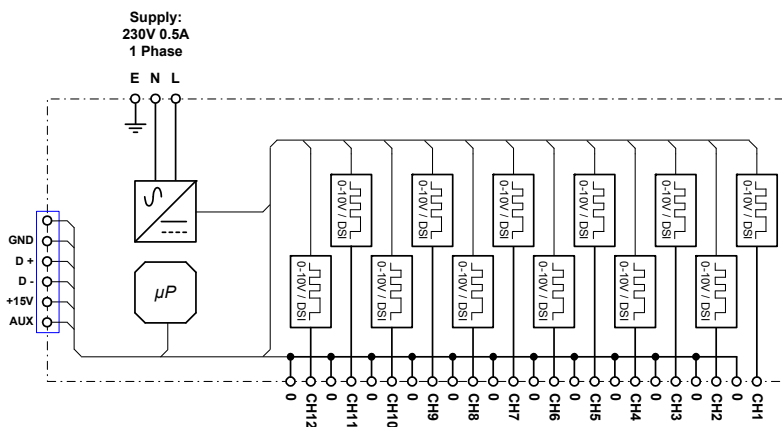 Supply:
230V 0.5A
1 Phase
E N L
GND
D +
D -
+15V
AUX
µP
0-10V / DSI
0-10V / DSI
0-10V / DSI
0-10V / DSI
0-10V / DSI
0-10V / DSI
0-10V / DSI
0-10V / DSI
0-10V / DSI
0-10V / DSI
0-10V / DSI
0-10V / DSI
0
CH12
0
CH11
0
CH10
0
CH9
0
CH8
0
CH7
0
CH6
0
CH5
0
CH4
0
CH3
0
CH2
0
CH1